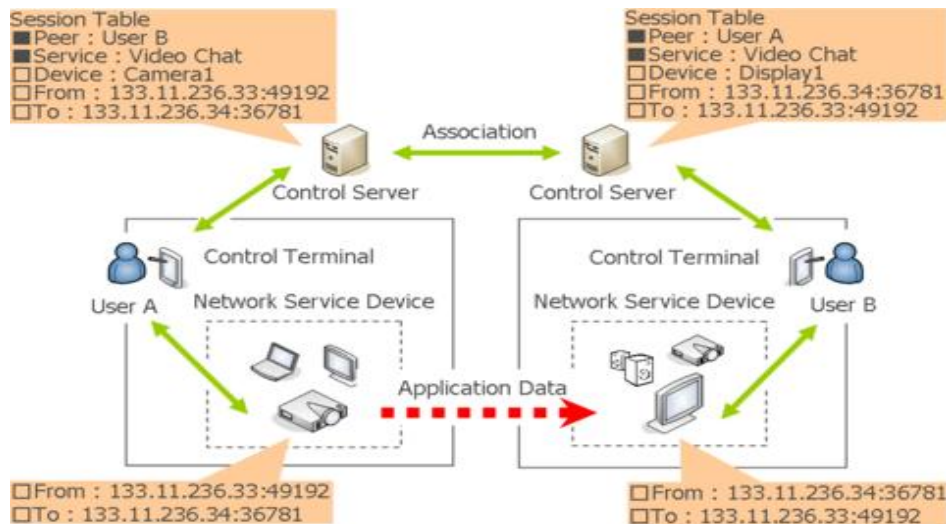 Session Table
■Peer : User B
■Service : Video Chat
□Device : Camera1
□From : 133.11.236.33:49192
□To : 133.11.236.34:36781
Session Table
■Peer : User A
■Service : Video Chat
□Device : Display1
□From : 133.11.236.34:36781
□To : 133.11.236.33:49192
Association
Control Server
Control Server
Control Terminal
Control Terminal
User A
Network Service Device
Network Service Device
User B
Application Data
□From : 133.11.236.33:49192
□To : 133.11.236.34:36781
□From : 133.11.236.34:36781
□To : 133.11.236.33:49192